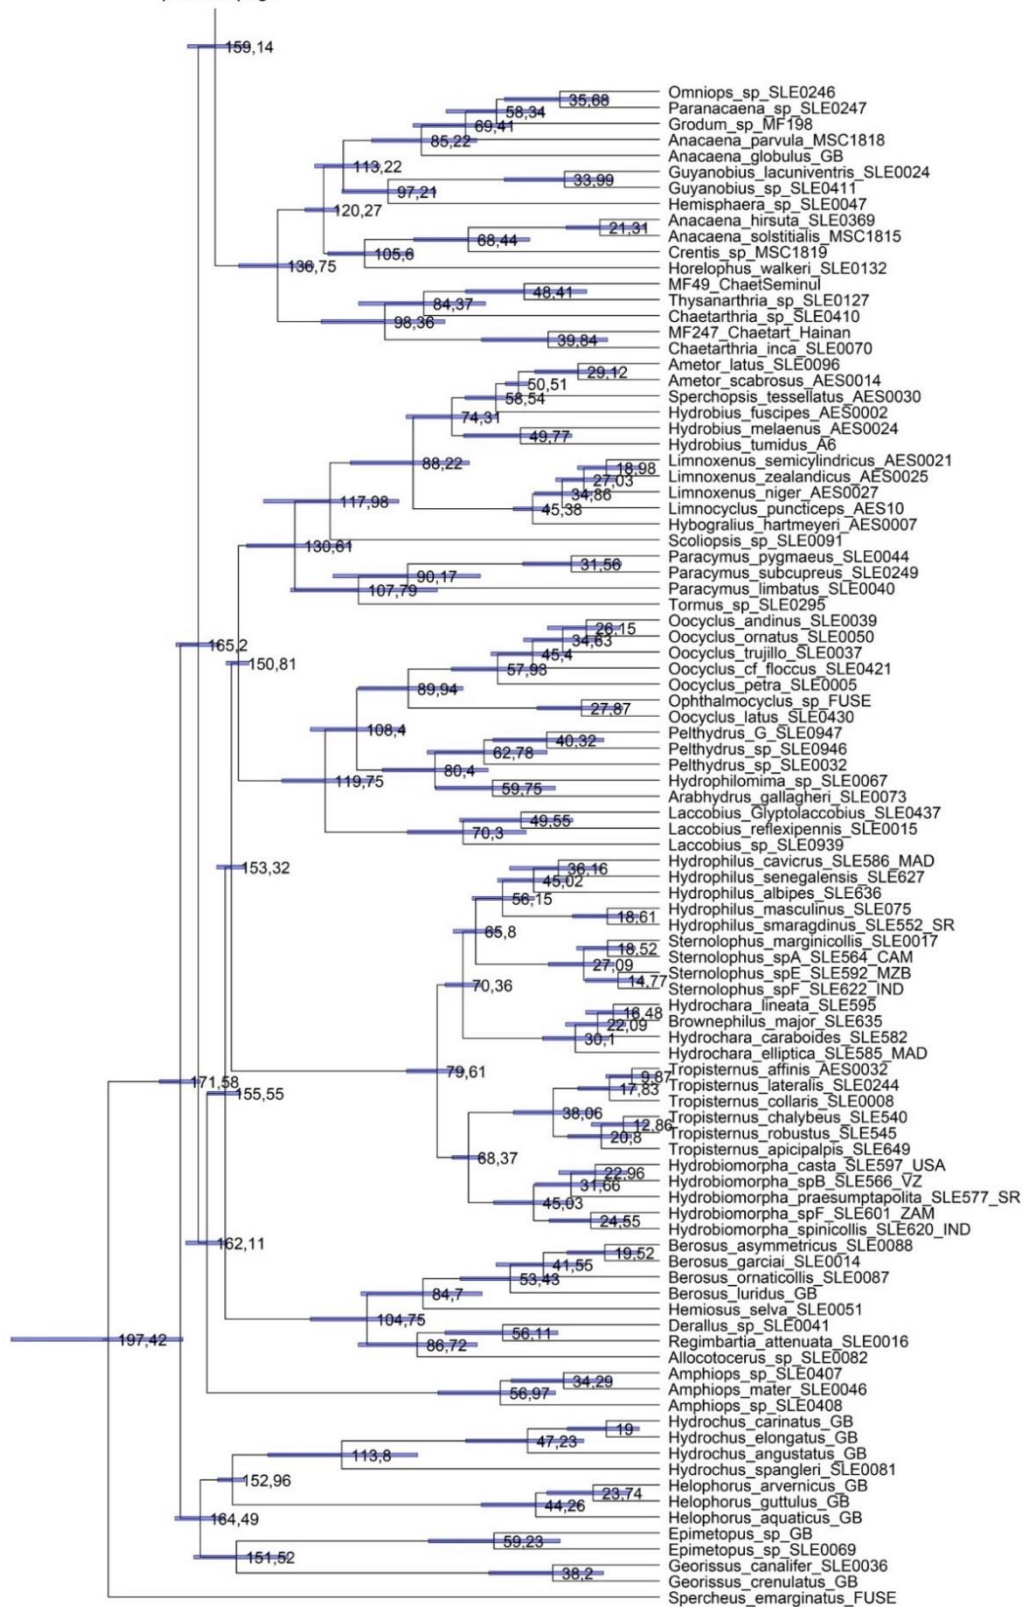 159,14
Omniops_sp_SLE0246
35,68
Paranacaena_sp_SLE0247
58,34
Grodum_sp_MF198
69,41
Anacaena_parvula_MSC1818
85,22
Anacaena_globulus_GB
113,22
Guyanobius_lacuniventris_SLE0024
33,99
Guyanobius_sp_SLE0411
97,21
Hemisphaera_sp_SLE0047
120,27
Anacaena_hirsuta_SLE0369
21,31
Anacaena_solstitialis_MSC1815
68,44
Crentis_sp_MSC1819
105,6
Horelophus_walkeri_SLE0132
136,75
MF49_ChaetSeminul
48,41
Thysanarthria_sp_SLE0127
84,37
Chaetarthria_sp_SLE0410
98,36
MF247_Chaetart_Hainan
39,84
Chaetarthria_inca_SLE0070
Ametor_latus_SLE0096
29,12
Ametor_scabrosus_AES0014
50,51
Sperchopsis_tessellatus_AES0030
58,54
Hydrobius_fuscipes_AES0002
74,31
Hydrobius_melaenus_AES0024
49,77
Hydrobius_tumidus_A6
88,22
Limnoxenus_semicylindricus_AES0021
18,98
Limnoxenus_zealandicus_AES0025
27,03
Limnoxenus_niger_AES0027
34,86
117,98
Limnocyclus_puncticeps_AES10
45,38
Hybogralius_hartmeyeri_AES0007
Scoliopsis_sp_SLE0091
130,61
Paracymus_pygmaeus_SLE0044
31,56
Paracymus_subcupreus_SLE0249
90,17
Paracymus_limbatus_SLE0040
107,79
Tormus_sp_SLE0295
Oocyclus_andinus_SLE0039
26,15
Oocyclus_ornatus_SLE0050
34,63
165,2
Oocyclus_trujillo_SLE0037
45,4
150,81
Oocyclus_cf_floccus_SLE0421
57,93
Oocyclus_petra_SLE0005
89,94
Ophthalmocyclus_sp_FUSE
27,87
Oocyclus_latus_SLE0430
108,4
Pelthydrus_G_SLE0947
40,32
Pelthydrus_sp_SLE0946
62,78
Pelthydrus_sp_SLE0032
80,4
Hydrophilomima_sp_SLE0067
119,75
59,75
Arabhydrus_gallagheri_SLE0073
Laccobius_Glyptolaccobius_SLE0437
49,55
Laccobius_reflexipennis_SLE0015
70,3
Laccobius_sp_SLE0939
Hydrophilus_cavicrus_SLE586_MAD
153,32
36,16
Hydrophilus_senegalensis_SLE627
45,02
Hydrophilus_albipes_SLE636
56,15
Hydrophilus_masculinus_SLE075
18,61
Hydrophilus_smaragdinus_SLE552_SR
65,8
Sternolophus_marginicollis_SLE0017
18,52
Sternolophus_spA_SLE564_CAM
27,09
Sternolophus_spE_SLE592_MZB
14,77
70,36
Sternolophus_spF_SLE622_IND
Hydrochara_lineata_SLE595
16,48
Brownephilus_major_SLE635
22,09
Hydrochara_caraboides_SLE582
30,1
Hydrochara_elliptica_SLE585_MAD
79,61
Tropisternus_affinis_AES0032
9,87
171,58
Tropisternus_lateralis_SLE0244
17,83
155,55
Tropisternus_collaris_SLE0008
38,06
Tropisternus_chalybeus_SLE540
12,86
Tropisternus_robustus_SLE545
20,8
Tropisternus_apicipalpis_SLE649
68,37
Hydrobiomorpha_casta_SLE597_USA
22,96
Hydrobiomorpha_spB_SLE566_VZ
31,66
Hydrobiomorpha_praesumptapolita_SLE577_SR
45,03
Hydrobiomorpha_spF_SLE601_ZAM
24,55
Hydrobiomorpha_spinicollis_SLE620_IND
162,11
Berosus_asymmetricus_SLE0088
19,52
Berosus_garciai_SLE0014
41,55
Berosus_ornaticollis_SLE0087
53,43
Berosus_luridus_GB
84,7
Hemiosus_selva_SLE0051
104,75
Derallus_sp_SLE0041
56,11
Regimbartia_attenuata_SLE0016
197,42
86,72
Allocotocerus_sp_SLE0082
Amphiops_sp_SLE0407
34,29
Amphiops_mater_SLE0046
56,97
Amphiops_sp_SLE0408
Hydrochus_carinatus_GB
19
Hydrochus_elongatus_GB
47,23
Hydrochus_angustatus_GB
113,8
Hydrochus_spangleri_SLE0081
152,96
Helophorus_arvernicus_GB
23,74
Helophorus_guttulus_GB
44,26
Helophorus_aquaticus_GB
164,49
Epimetopus_sp_GB
59,23
Epimetopus_sp_SLE0069
151,52
Georissus_canalifer_SLE0036
38,2
Georissus_crenulatus_GB
Spercheus_emarginatus_FUSE